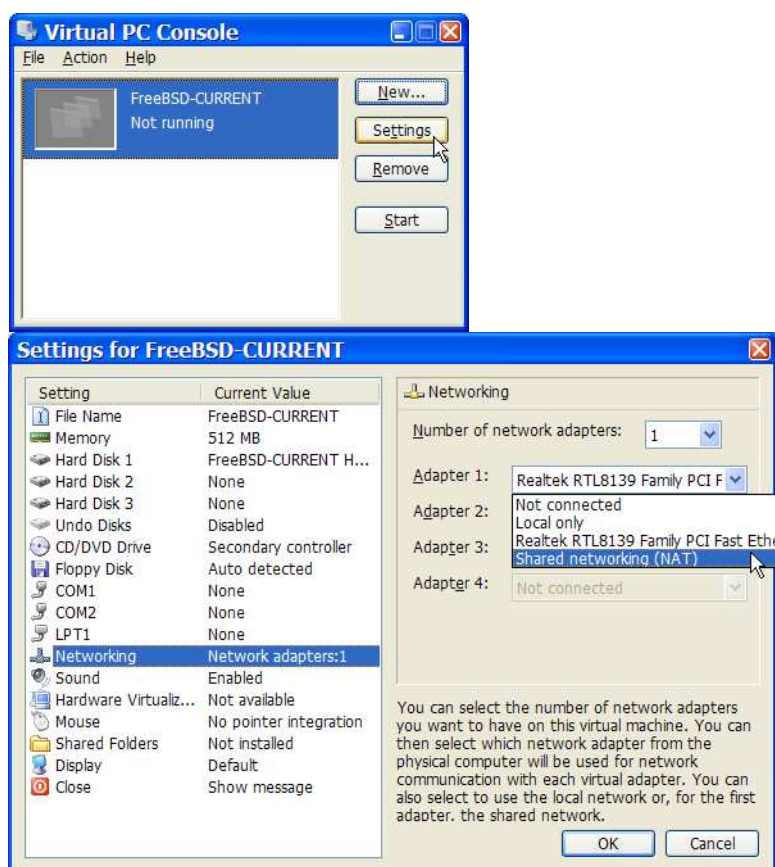 Virtual PC Console
File Action Help
FreeBSD-CURRENT
Not running
New...
Settings
Remove
Start
Settings for FreeBSD-CURRENT
Setting Current Value
File Name FreeBSD-CURRENT
Memory 512 MB
Hard Disk 1 FreeBSD-CURRENT H...
Hard Disk 2 None
Hard Disk 3 None
Undo Disks Disabled
CD/DVD Drive Secondary controller
Floppy Disk Auto detected
COM1 None
COM2 None
LPT1 None
Networking Network adapters:1
Sound Enabled
Hardware Virtualiz... Not available
Mouse No pointer integration
Shared Folders Not installed
Display Default
Close Show message
Networking
Number of network adapters: 1
Adapter 1: Realtek RTL8139 Family PCI F
Not connected
Adapter 2: Local only
Realtek RTL8139 Family PCI Fast Ethe
Adapter 3: Shared networking (NAT)
Adapter 4: Not connected
You can select the number of network adapters
you want to have on this virtual machine. You can
then select which network adapter from the
physical computer will be used for network
communication with each virtual adapter. You can
also select to use the local network or, for the first
adapter, the shared network.
OK Cancel